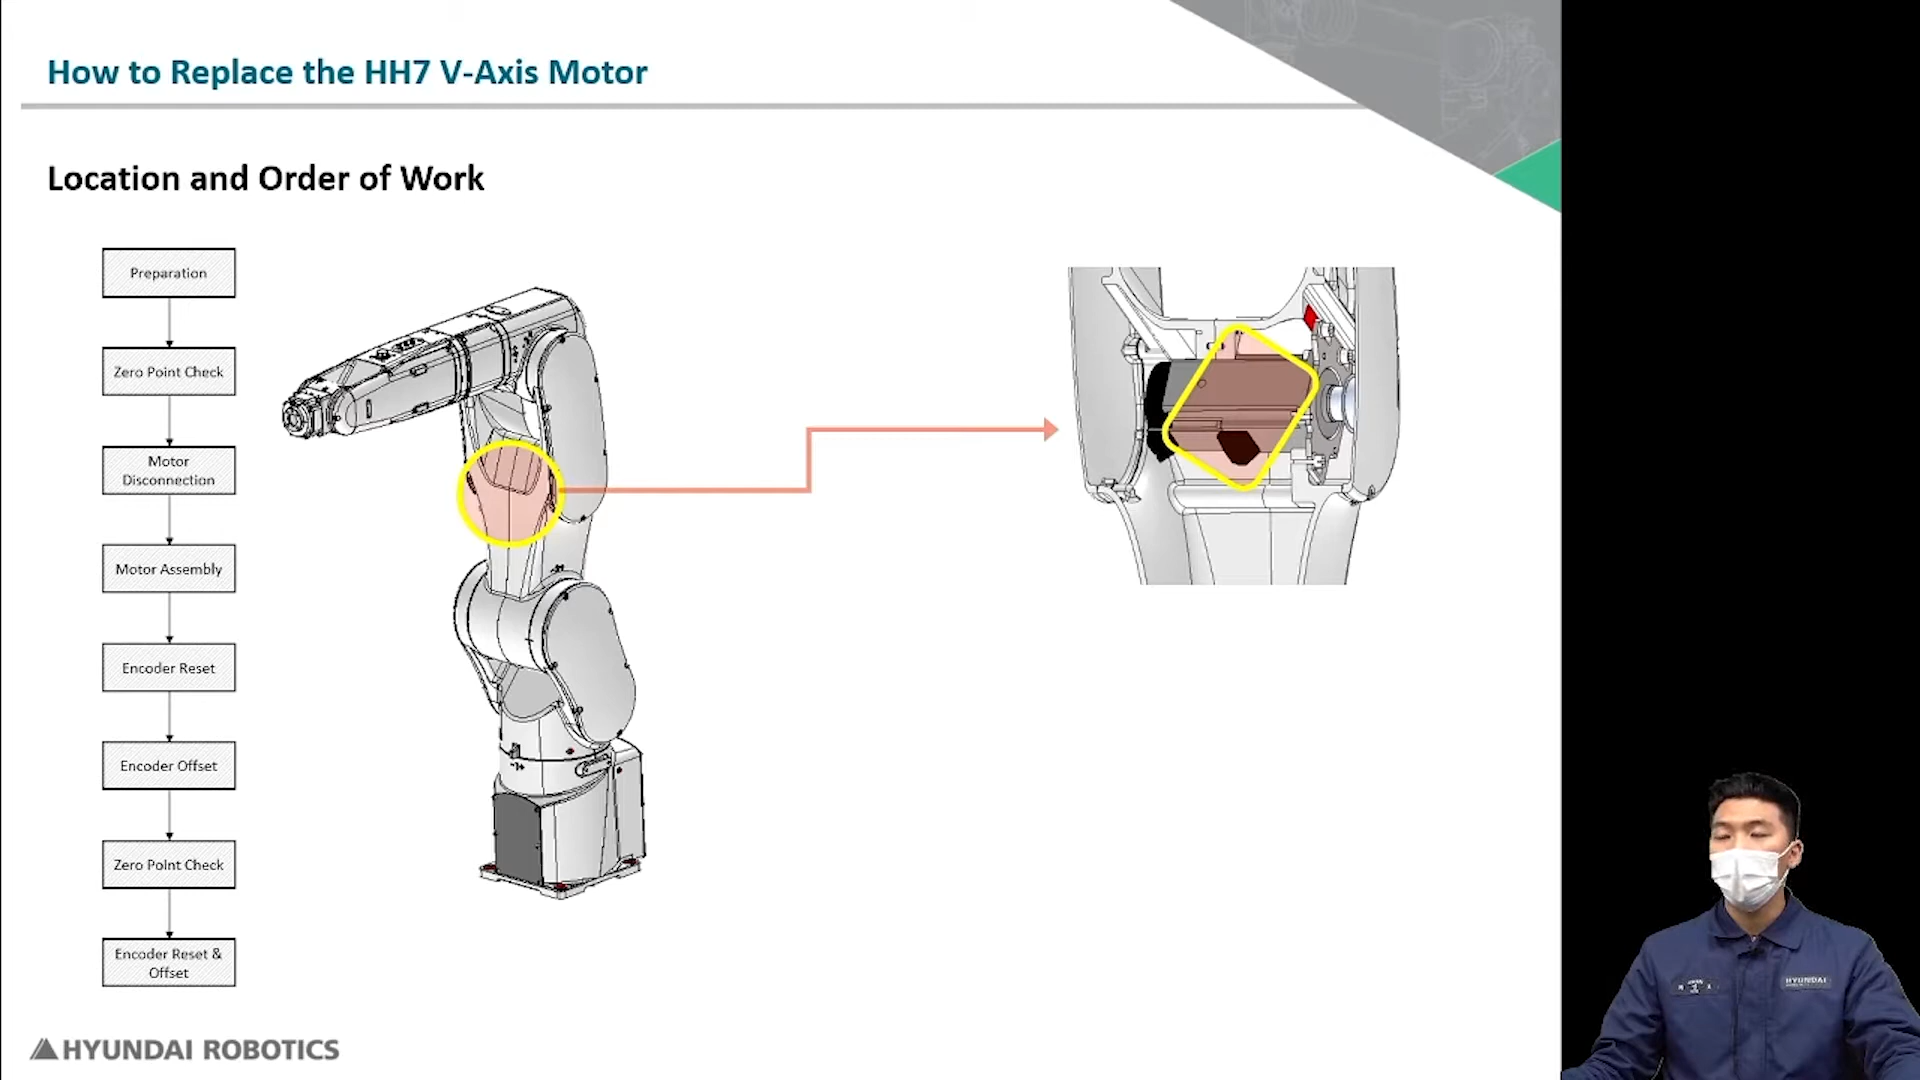 How to Replace the HH7 V-Axis Motor
Location and Order of Work
Preparation
Zero Point Check
Motor
Disconnection
Motor Assembly
Encoder Reset
Encoder Offset
Zero Point Check
Encoder Reset &
Offset
HYUNDAI ROBOTICS
HYUNDAI